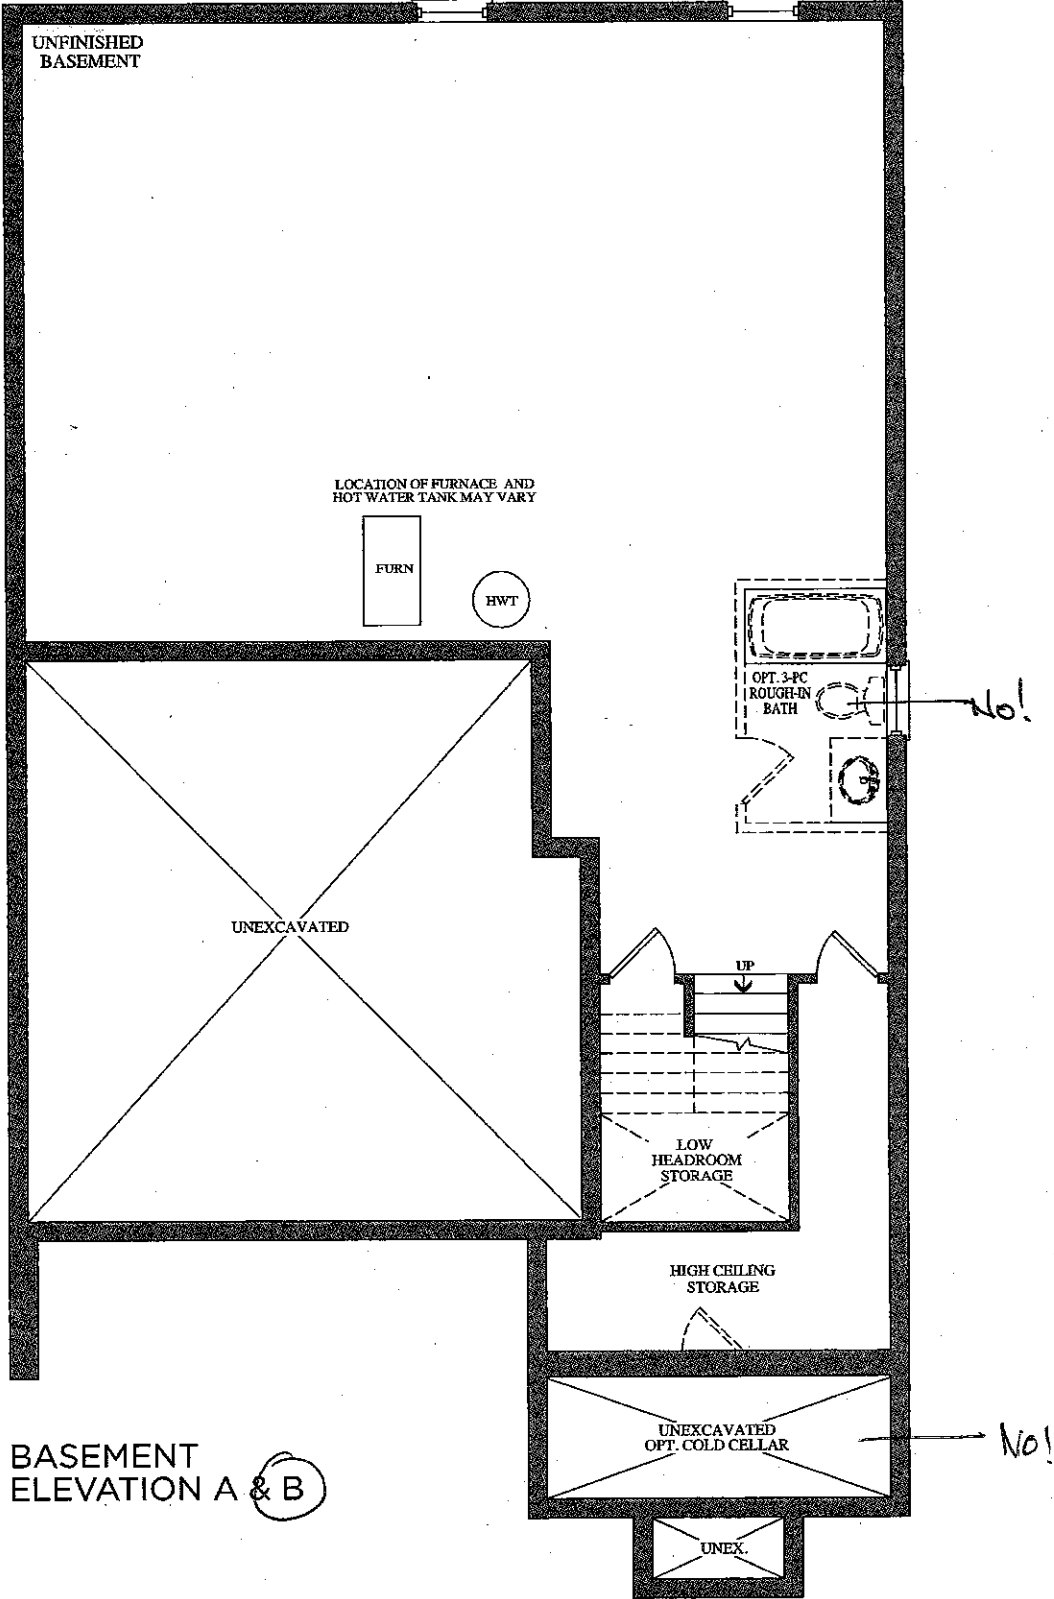 UNFINISHED
BASEMENT
LOCATION OF FURNACE AND
HOT WATER TANK MAY VARY
FURN
HWT
OPT. 3-PC
ROUGH-IN
BATH
No!
UNEXCAVATED
UP
LOW
HEADROOM
STORAGE
HIGH CEILING
STORAGE
UNEXCAVATED
OPT. COLD CELLAR
No!
BASEMENT
ELEVATION A & B
UNEX.